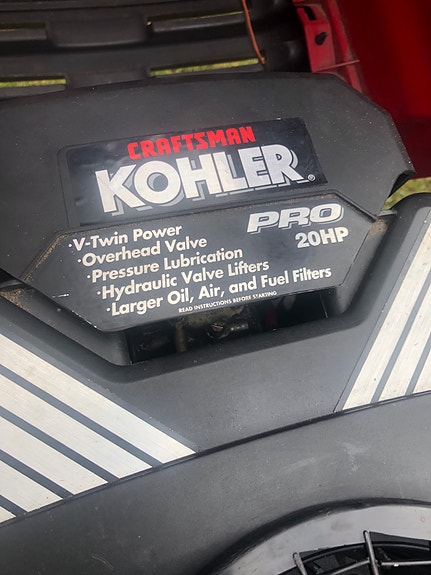 CRAFTSMAN
KOHLER®
PRO
20HP
·V-Twin Power
·Overhead Valve
·Pressure Lubrication
·Hydraulic Valve Lifters
·Larger Oil, Air, and Fuel Filters
READ INSTRUCTIONS BEFORE STARTING